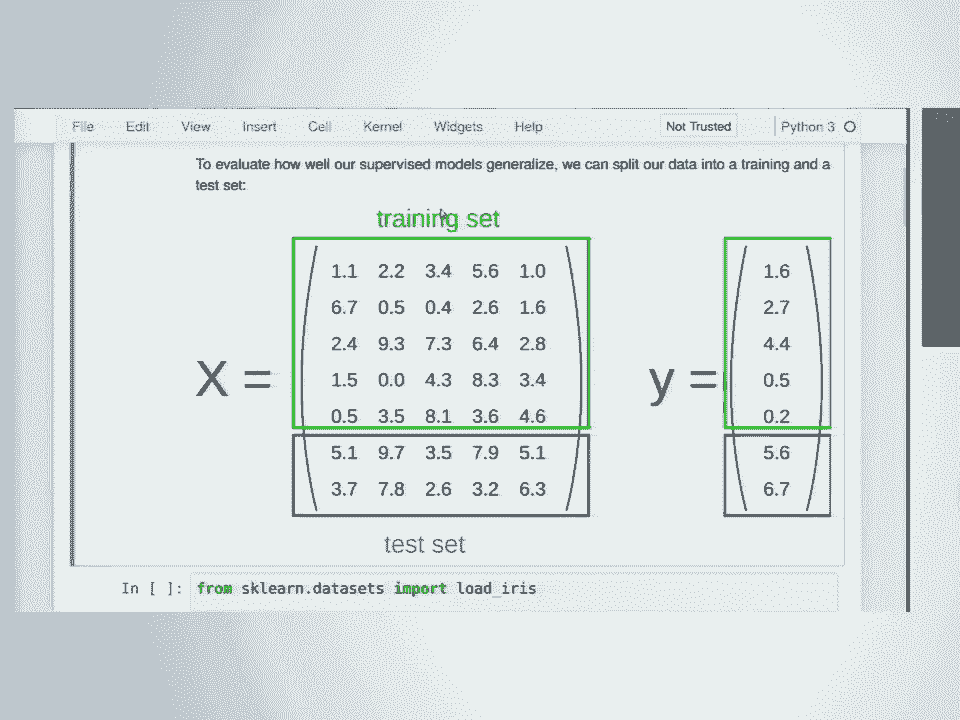 File Edit View Insert Cell Kernel Widgets Help Not Trusted Python 3
To evaluate how well our supervised models generalize, we can split our data into a training and a
test set:
training set
1.1 2.2 3.4 5.6 1.0 1.6
6.7 0.5 0.4 2.6 1.6 2.7
2.4 9.3 7.3 6.4 2.8 4.4
X = 1.5 0.0 4.3 8.3 3.4 y = 0.5
0.5 3.5 8.1 3.6 4.6 0.2
5.1 9.7 3.5 7.9 5.1 5.6
3.7 7.8 2.6 3.2 6.3 6.7
test set
In [ ]: from sklearn.datasets import load_iris